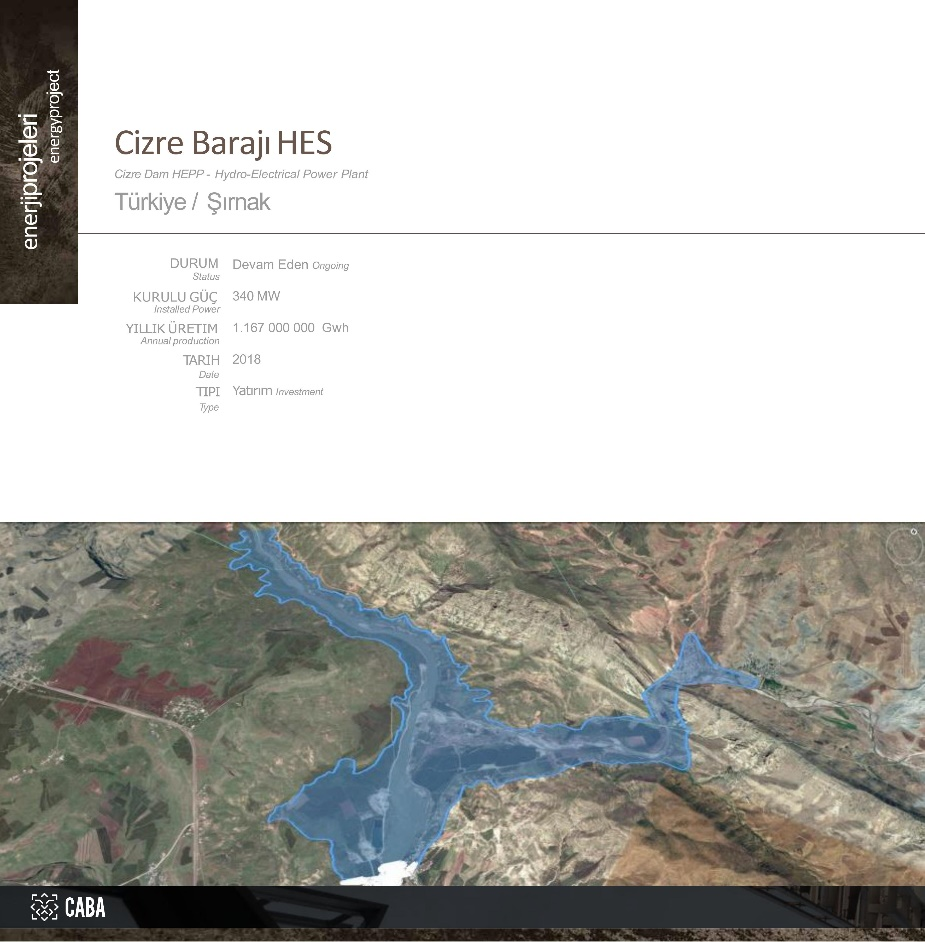 enerjiprojeleri
energyproject
Cizre Barajı HES
Cizre Dam HEPP - Hydro-Electrical Power Plant
Türkiye / Şırnak
DURUM Devam Eden Ongoing
Status
KURULU GÜÇ 340 MW
Installed Power
YILLIK ÜRETIM 1.167 000 000 Gwh
Annual production
TARIH 2018
Date
TIPI Yatırım Investment
Type
CABA